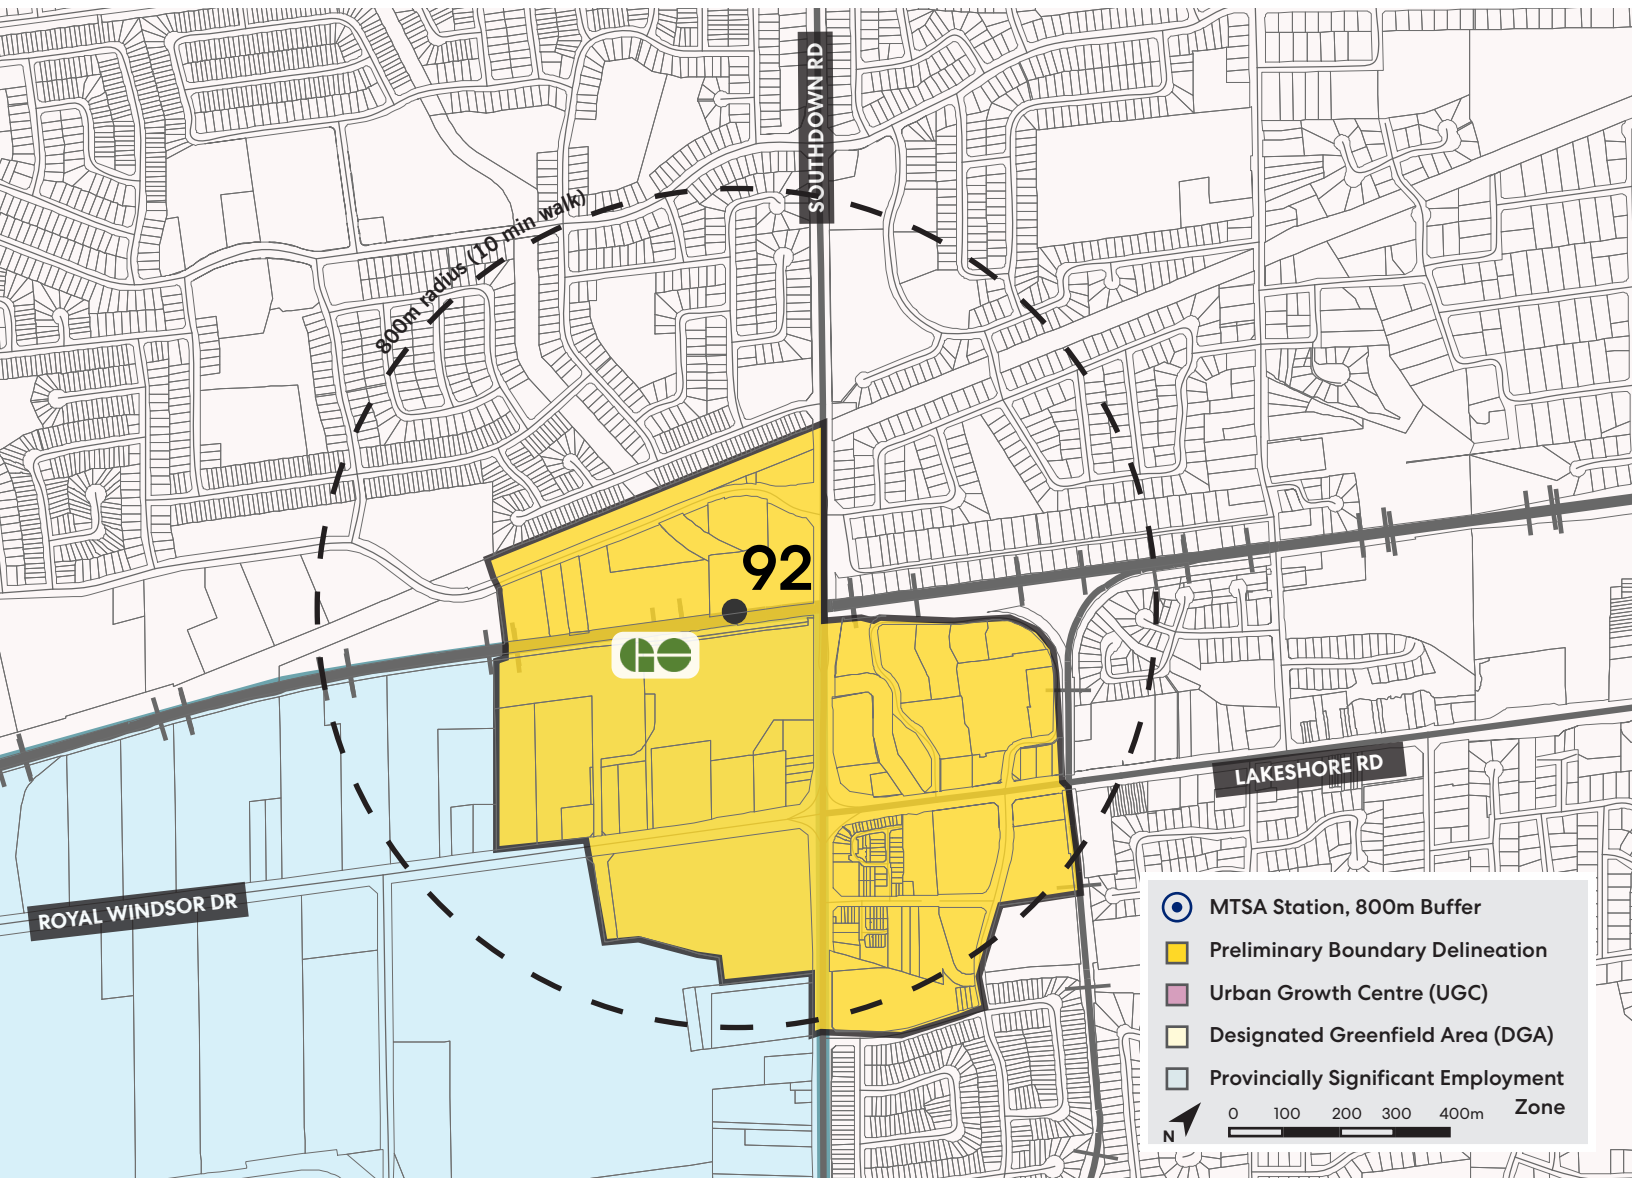 SOUTHDOWN RD
800m radius (10 min walk)
92
GO
LAKESHORE RD
ROYAL WINDSOR DR
MTSA Station, 800m Buffer
Preliminary Boundary Delineation
Urban Growth Centre (UGC)
Designated Greenfield Area (DGA)
Provincially Significant Employment
Zone
0 100 200 300 400m
N